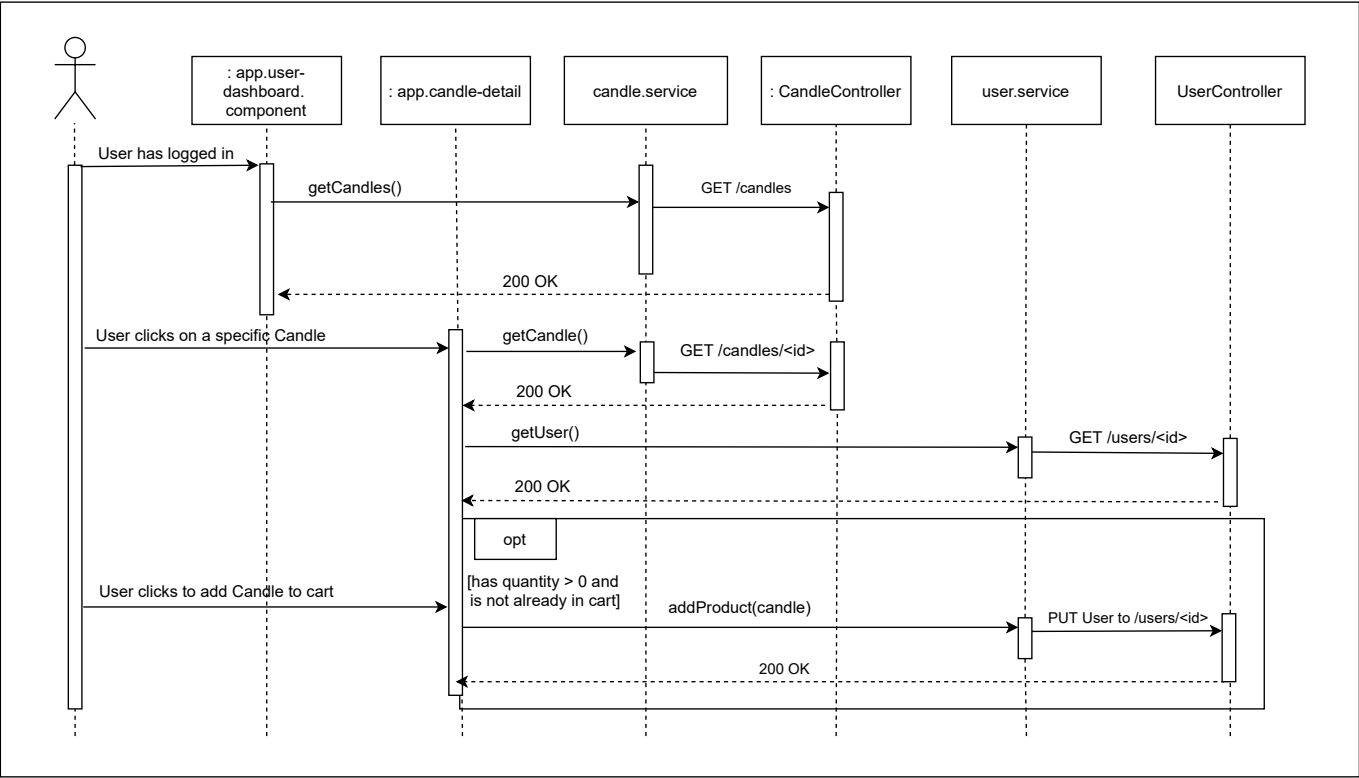 : app.user-
dashboard.
component
: app.candle-detail
candle.service
: CandleController
user.service
UserController
User has logged in
getCandles()
GET /candles
200 OK
User clicks on a specific Candle
getCandle()
GET /candles/<id>
200 OK
getUser()
GET /users/<id>
200 OK
opt
[has quantity > 0 and
is not already in cart]
User clicks to add Candle to cart
addProduct(candle)
PUT User to /users/<id>
200 OK